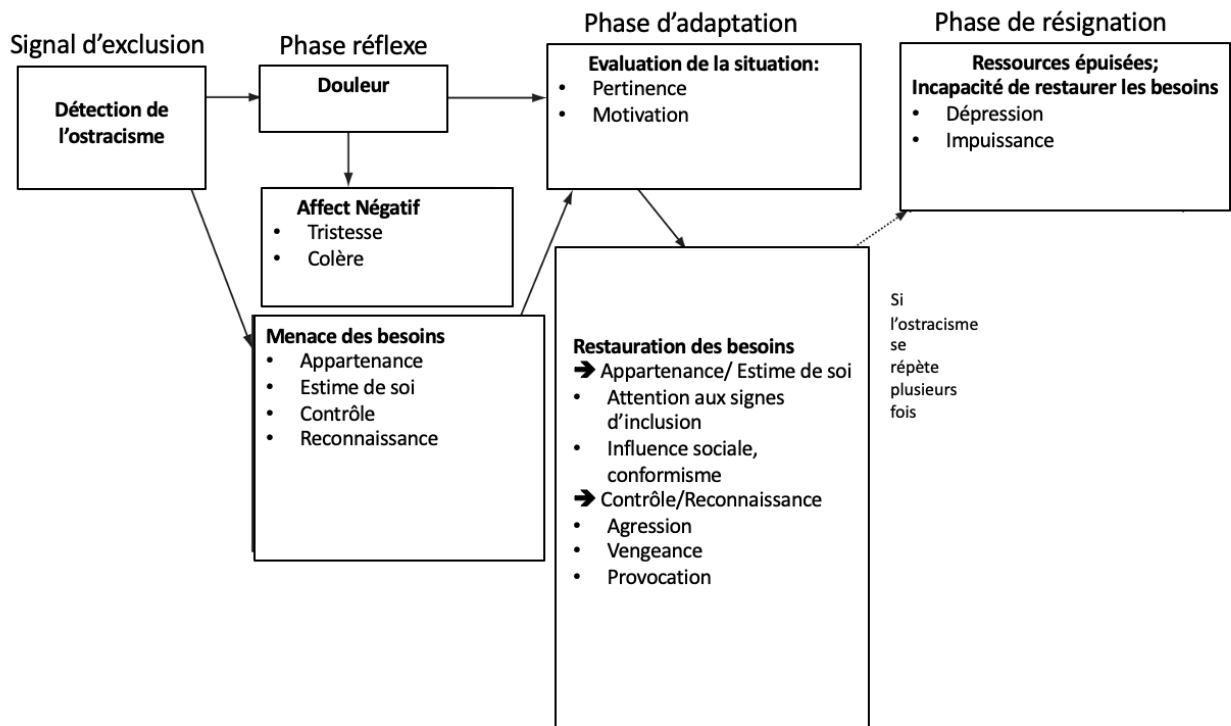 Signal d'exclusion
Détection de
l'ostracisme
Phase réflexe
Douleur
Affect Négatif
• Tristesse
• Colère
Menace des besoins
• Appartenance
• Estime de soi
• Contrôle
• Reconnaissance
Phase d'adaptation
Evaluation de la situation:
• Pertinence
• Motivation
Restauration des besoins
➔ Appartenance/ Estime de soi
• Attention aux signes
d'inclusion
• Influence sociale,
conformisme
➔ Contrôle/Reconnaissance
• Agression
• Vengeance
• Provocation
Phase de résignation
Ressources épuisées;
Incapacité de restaurer les besoins
• Dépression
• Impuissance
Si
l'ostracisme
se
répète
plusieurs
fois